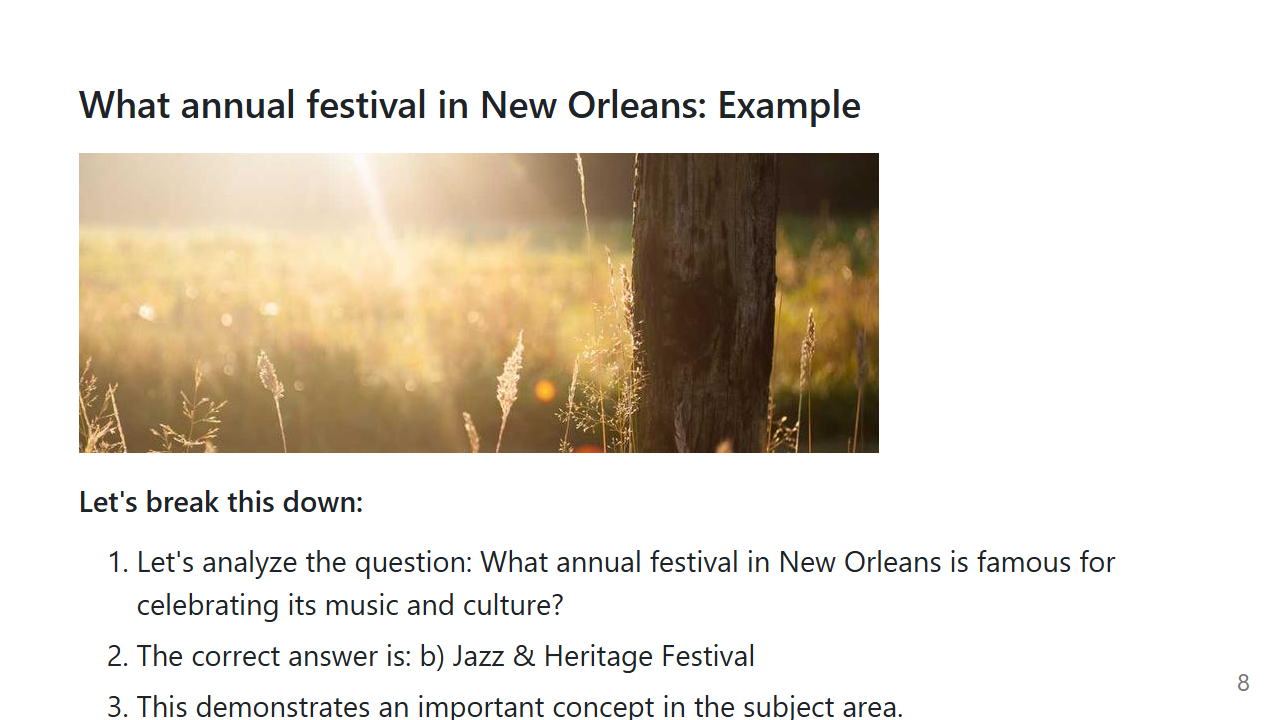 What annual festival in New Orleans: Example
Let's break this down:
1. Let's analyze the question: What annual festival in New Orleans is famous for
celebrating its music and culture?
2. The correct answer is: b) Jazz & Heritage Festival
3. This demonstrates an important concept in the subject area.
8